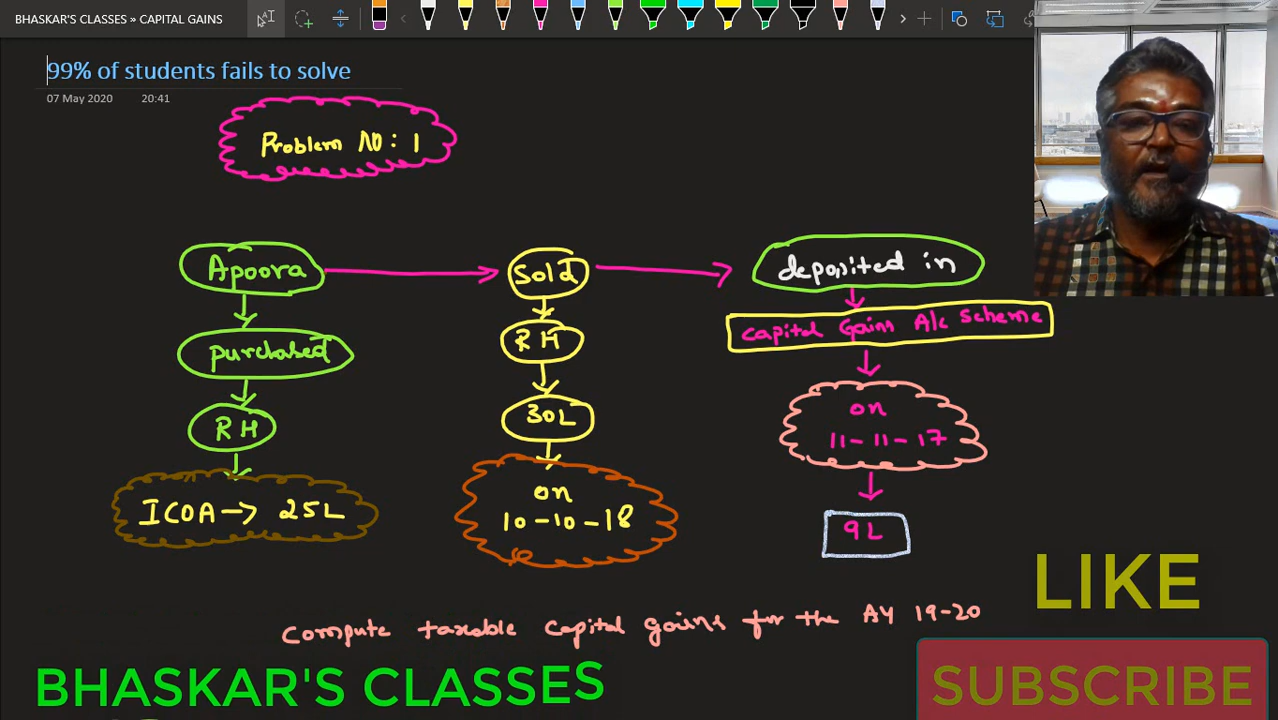 BHASKAR'S CLASSES » CAPITAL GAINS
99% of students fails to solve
07 May 2020 20:41
Problem NO : 1
Apoora
Sold
deposited in
purchased
RH
Capital Gains A/c Scheme
RH
30L
on
11-11-17
ICOA → 25L
on
10-10-18
9L
LIKE
Compute taxable Capital gains for the AY 19-20
BHASKAR'S CLASSES
SUBSCRIBE